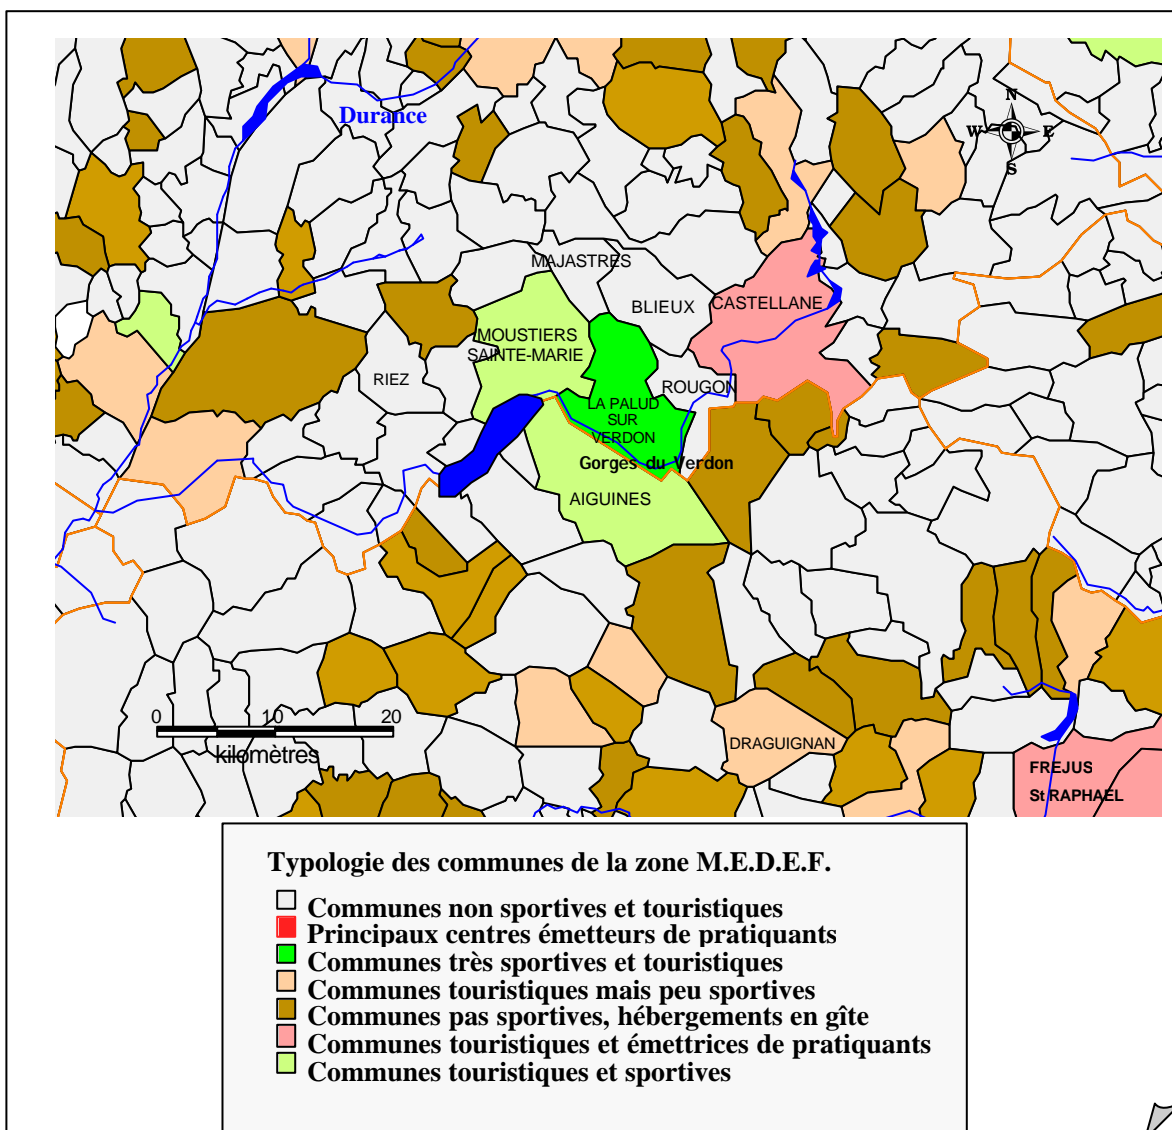 N
Durance
W E
S
MAJASTRES
BLIEUX
CASTELLANE
MOUSTIERS
SAINTE-MARIE
RIEZ
ROUGON
LA PALUD
SUR
VERDON
Gorges du Verdon
AIGUINES
0 10 20
kilomètres
DRAGUIGNAN
FREJUS
St RAPHAEL
Typologie des communes de la zone M.E.D.E.F.
Communes non sportives et touristiques
Principaux centres émetteurs de pratiquants
Communes très sportives et touristiques
Communes touristiques mais peu sportives
Communes pas sportives, hébergements en gîte
Communes touristiques et émettrices de pratiquants
Communes touristiques et sportives